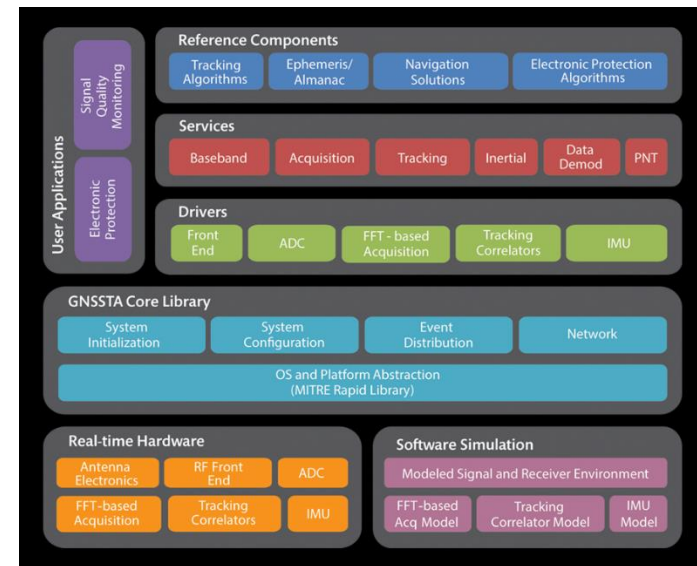 User Applications
Signal
Quality
Monitoring
Electronic
Protection
Reference Components
Tracking
Algorithms
Ephemeris/
Almanac
Navigation
Solutions
Electronic Protection
Algorithms
Services
Baseband
Acquisition
Tracking
Inertial
Data
Demod
PNT
Drivers
Front
End
ADC
FFT - based
Acquisition
Tracking
Correlators
IMU
GNSSTA Core Library
System
Initialization
System
Configuration
Event
Distribution
Network
OS and Platform Abstraction
(MITRE Rapid Library)
Real-time Hardware
Antenna
Electronics
RF Front
End
ADC
FFT-based
Acquisition
Tracking
Correlators
IMU
Software Simulation
Modeled Signal and Receiver Environment
FFT-based
Acq Model
Tracking
Correlator Model
IMU
Model